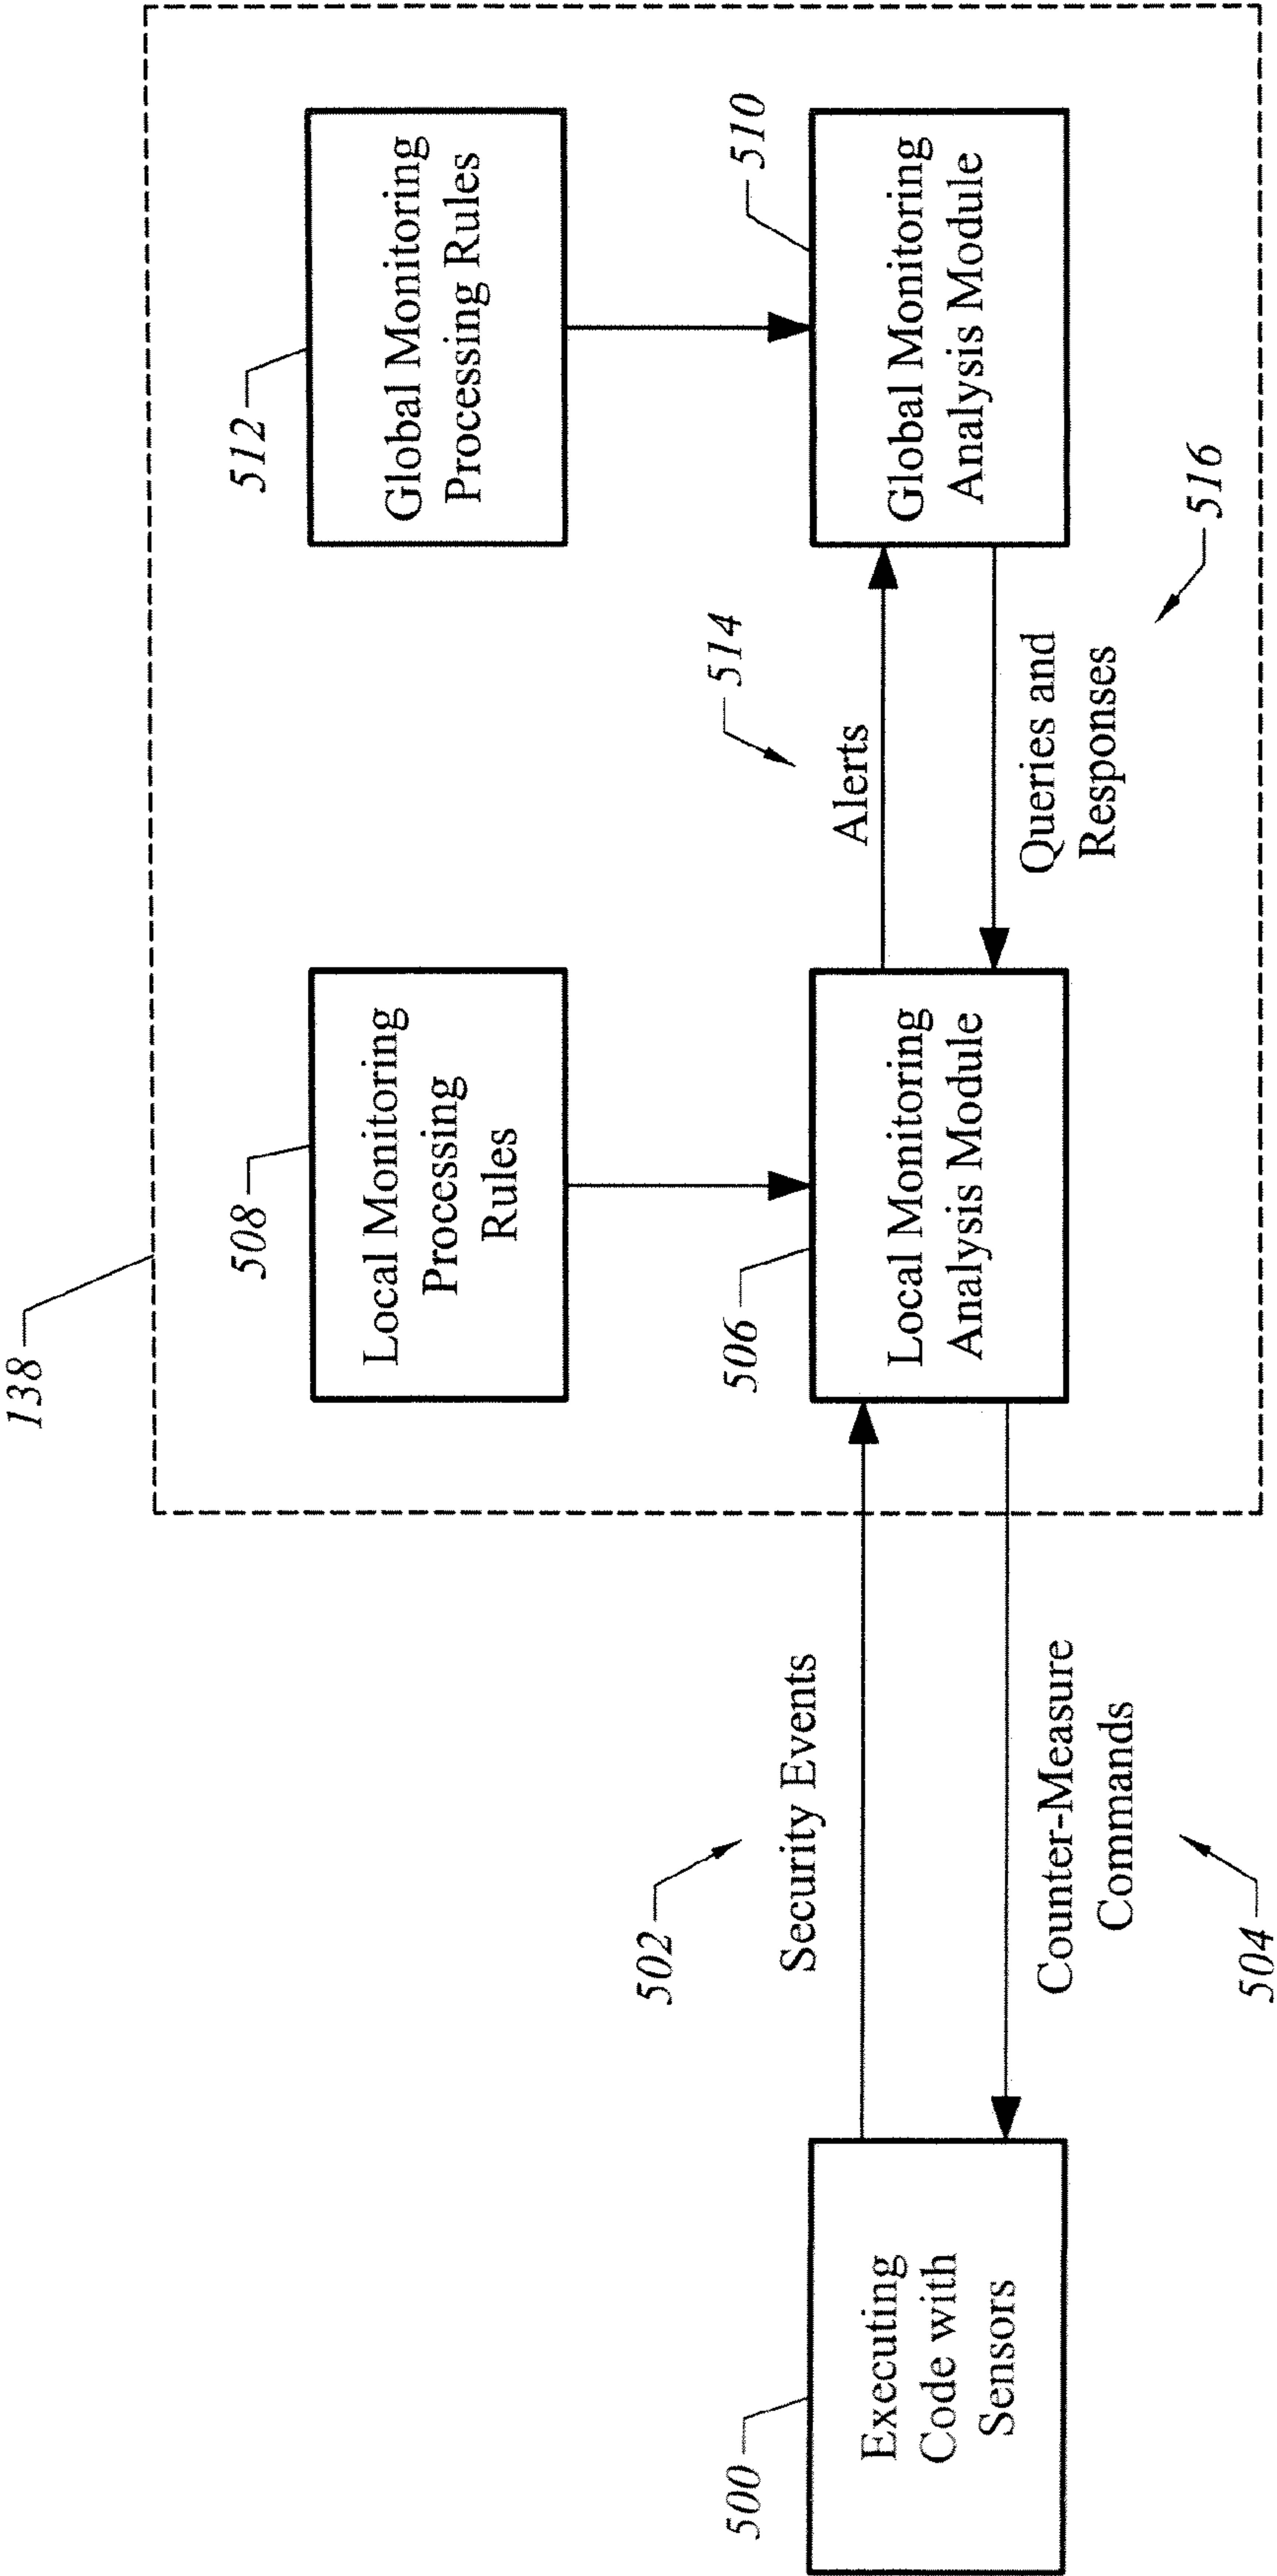 138
508
Local Monitoring
Processing
Rules
512
Global Monitoring
Processing Rules
500
Executing
Code with
Sensors
502
Security Events
Counter-Measure
Commands
504
506
Local Monitoring
Analysis Module
514
Alerts
Queries and
Responses
516
510
Global Monitoring
Analysis Module